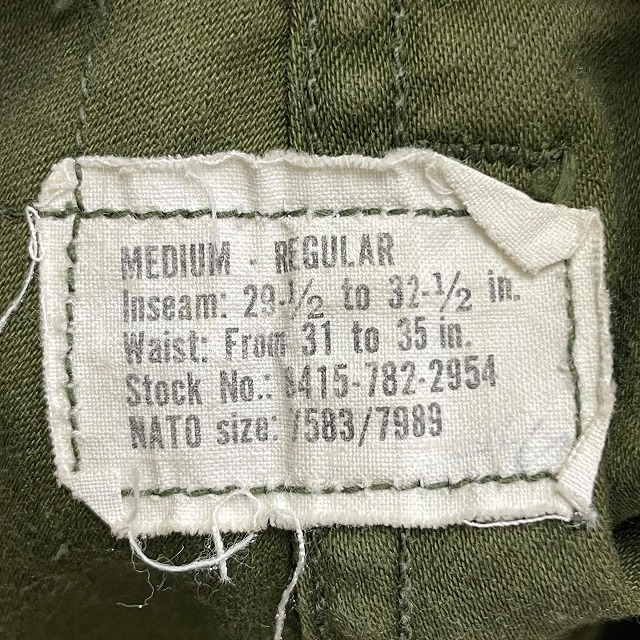 MEDIUM - REGULAR
Inseam: 29-1/2 to 32-1/2 in.
Waist: From 31 to 35 in.
Stock No.: 8415-782-2954
NATO size: 7583/7989